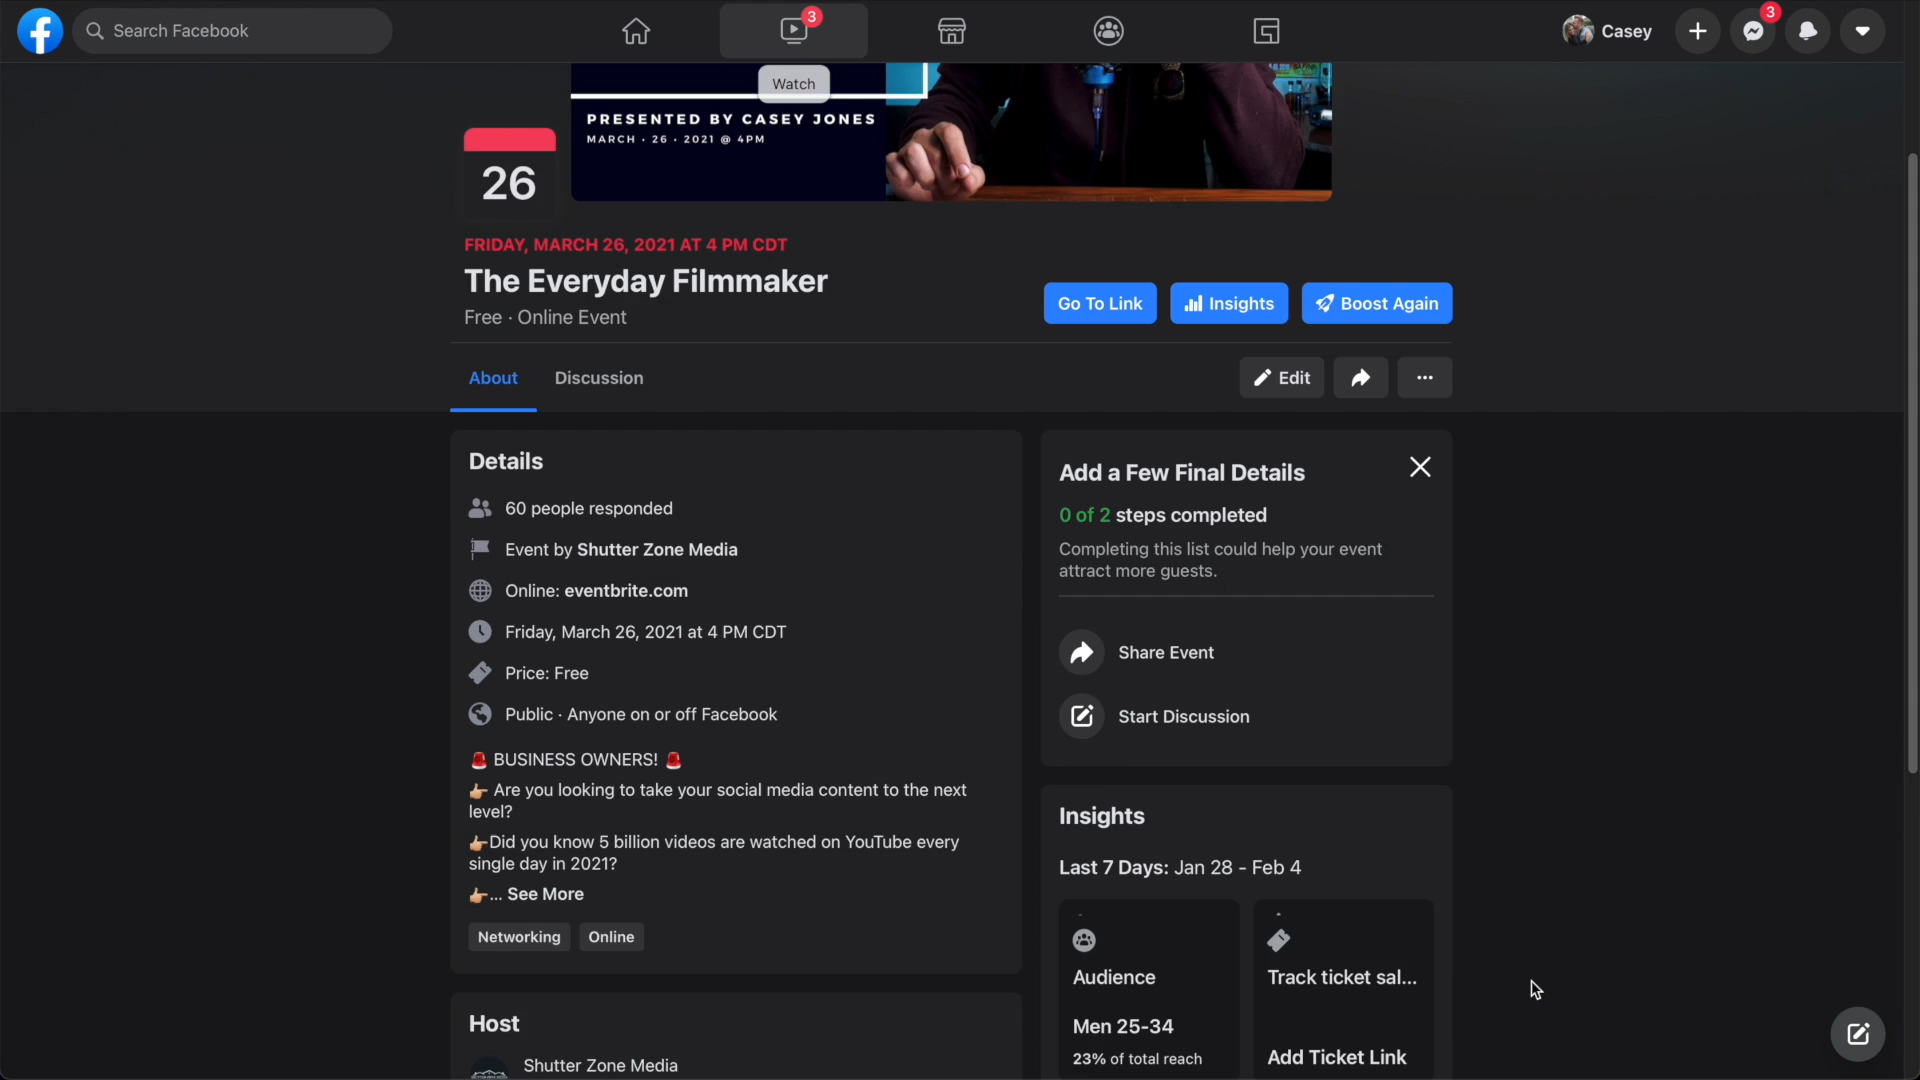 Search Facebook
3
Casey
3
Watch
PRESENTED BY CASEY JONES
MARCH · 26 · 2021 @ 4PM
26
FRIDAY, MARCH 26, 2021 AT 4 PM CDT
The Everyday Filmmaker
Free · Online Event
Go To Link
Insights
Boost Again
About
Discussion
Edit
Details
60 people responded
Event by Shutter Zone Media
Online: eventbrite.com
Friday, March 26, 2021 at 4 PM CDT
Price: Free
Public · Anyone on or off Facebook
🚨 BUSINESS OWNERS! 🚨
👉🏼 Are you looking to take your social media content to the next
level?
👉🏼Did you know 5 billion videos are watched on YouTube every
single day in 2021?
👉🏼... See More
Networking
Online
Host
Shutter Zone Media
Add a Few Final Details
0 of 2 steps completed
Completing this list could help your event
attract more guests.
Share Event
Start Discussion
Insights
Last 7 Days: Jan 28 - Feb 4
Audience
Men 25-34
23% of total reach
Track ticket sal...
Add Ticket Link